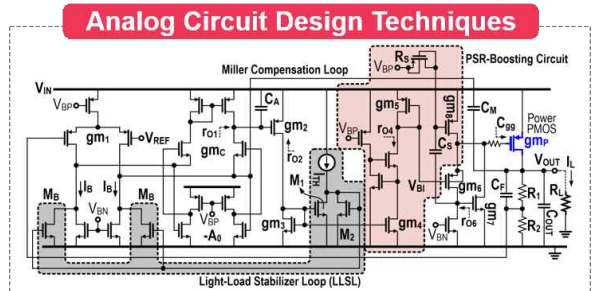 Analog Circuit Design Techniques
Miller Compensation Loop
PSR-Boosting Circuit
RS
VBP
VIN
VBP
CA
gm5
gm8
CM
Power
PMOS
gm1
VREF
rO1
gm2
VBP
rO4
CS
Cgg
gmP
gmC
rO2
VOUT
IL
M1
ITH
VBI
gm6
CF
R1
RL
MB
IB
IB
MB
VBN
VBP
-A0
gm3
M2
gm4
VBN
rO6
gm7
R2
COUT
Light-Load Stabilizer Loop (LLSL)